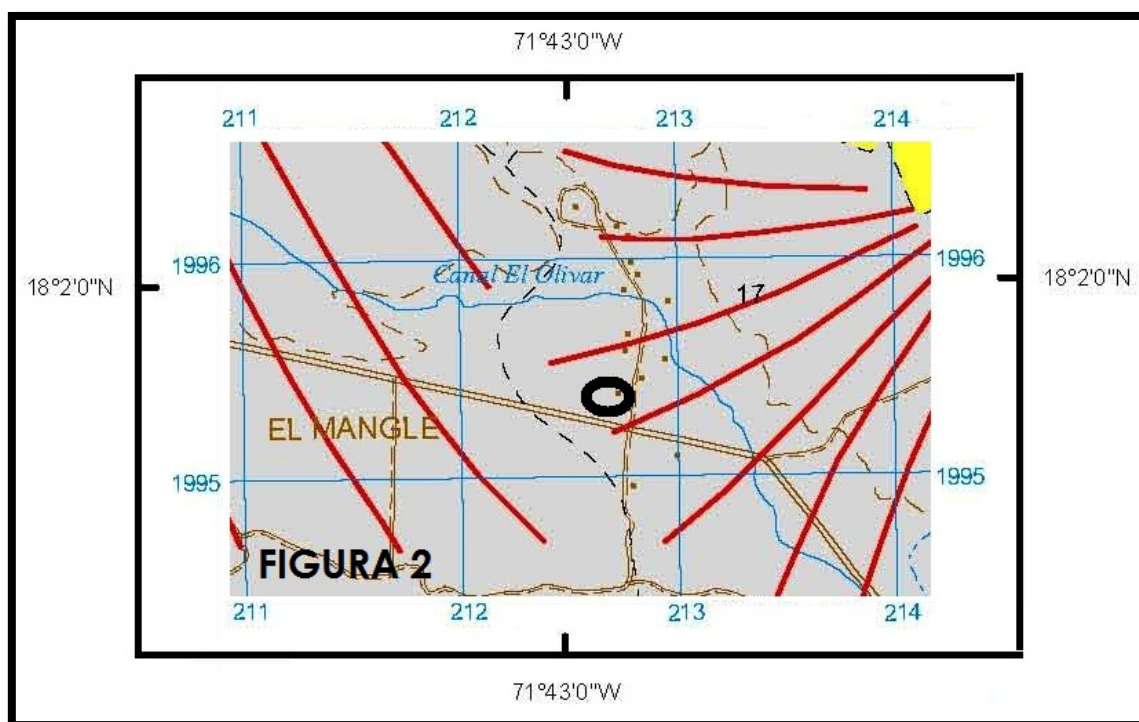 71°43'0"W
211 212 213 214
1996 Canal El Olivar 1996
18°2'0"N 18°2'0"N
17
EL MANGLE
1995 1995
FIGURA 2
211 212 213 214
71°43'0"W